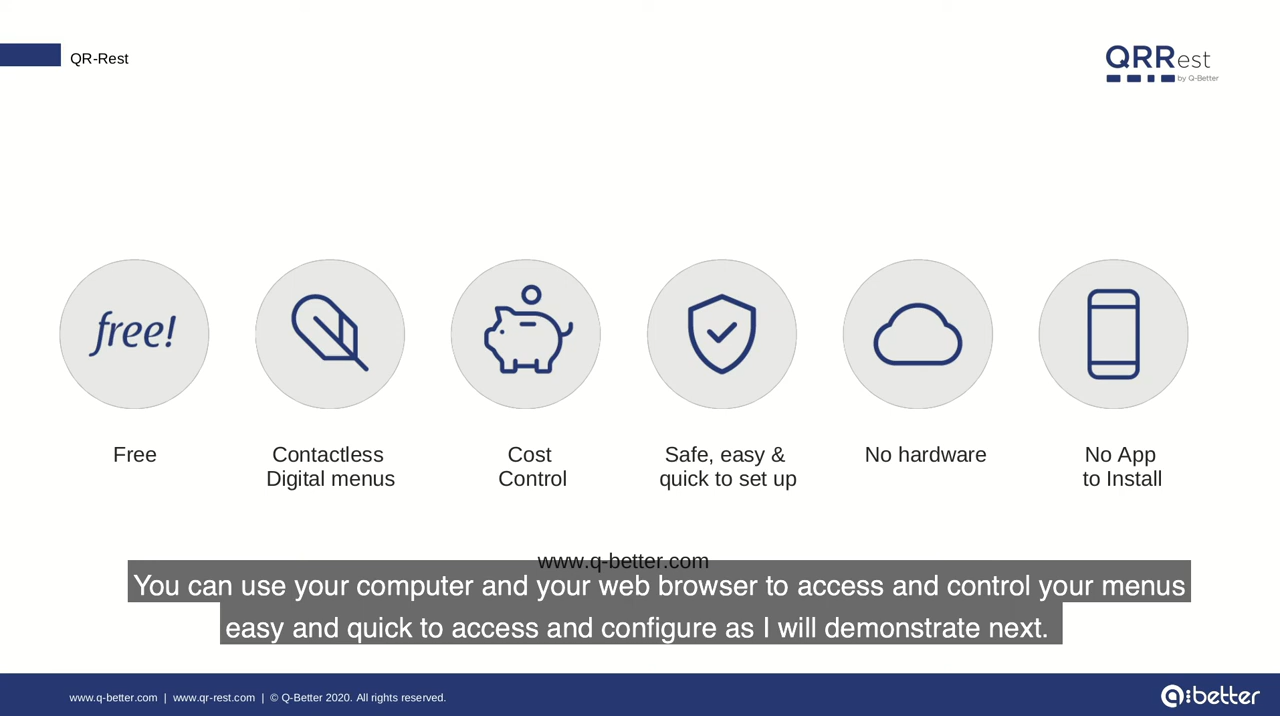 QR-Rest
QRRest
by Q-Better
free!
Free
Contactless
Digital menus
Cost
Control
Safe, easy &
quick to set up
No hardware
No App
to Install
www.q-better.com
You can use your computer and your web browser to access and control your menus
easy and quick to access and configure as I will demonstrate next.
www.q-better.com | www.qr-rest.com | © Q-Better 2020. All rights reserved.
q:better